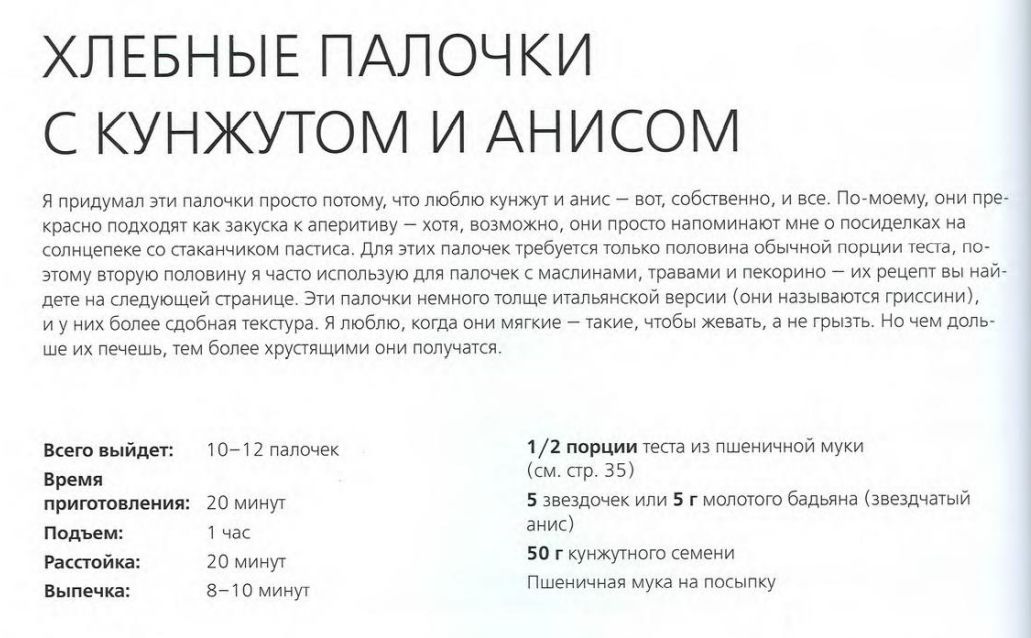 ХЛЕБНЫЕ ПАЛОЧКИ
С КУНЖУТОМ И АНИСОМ
Я придумал эти палочки просто потому, что люблю кунжут и анис — вот, собственно, и все. По-моему, они пре-
красно подходят как закуска к аперитиву — хотя, возможно, они просто напоминают мне о посиделках на
солнцепеке со стаканчиком пастиса. Для этих палочек требуется только половина обычной порции теста, по-
этому вторую половину я часто использую для палочек с маслинами, травами и пекорино — их рецепт вы най-
дете на следующей странице. Эти палочки немного толще итальянской версии (они называются гриссини),
и у них более сдобная текстура. Я люблю, когда они мягкие — такие, чтобы жевать, а не грызть. Но чем доль-
ше их печешь, тем более хрустящими они получатся.
Всего выйдет: 10–12 палочек
Время
приготовления: 20 минут
Подъем: 1 час
Расстойка: 20 минут
Выпечка: 8–10 минут
1/2 порции теста из пшеничной муки
(см. стр. 35)
5 звездочек или 5 г молотого бадьяна (звездчатый
анис)
50 г кунжутного семени
Пшеничная мука на посыпку